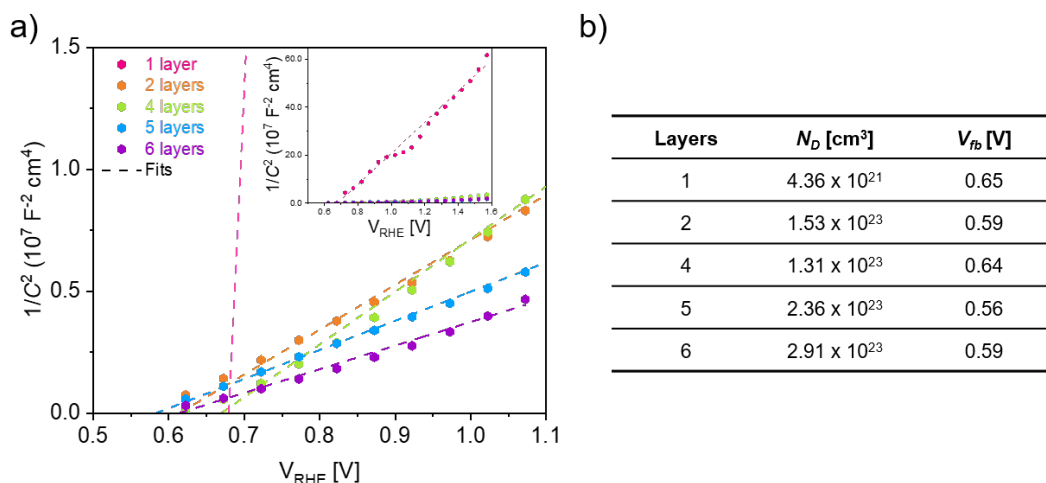 a)
1 layer
2 layers
4 layers
5 layers
6 layers
Fits
1/C² (10⁷ F⁻² cm⁴)
1.5
1.0
0.5
0.0
0.5 0.6 0.7 0.8 0.9 1.0 1.1
V_RHE [V]
1/C² (10⁷ F⁻² cm⁴)
60.0
40.0
20.0
0.0
0.6 0.8 1.0 1.2 1.4 1.6
V_RHE [V]
b)
Layers N_D [cm³] V_fb [V]
1 4.36 x 10²¹ 0.65
2 1.53 x 10²³ 0.59
4 1.31 x 10²³ 0.64
5 2.36 x 10²³ 0.56
6 2.91 x 10²³ 0.59